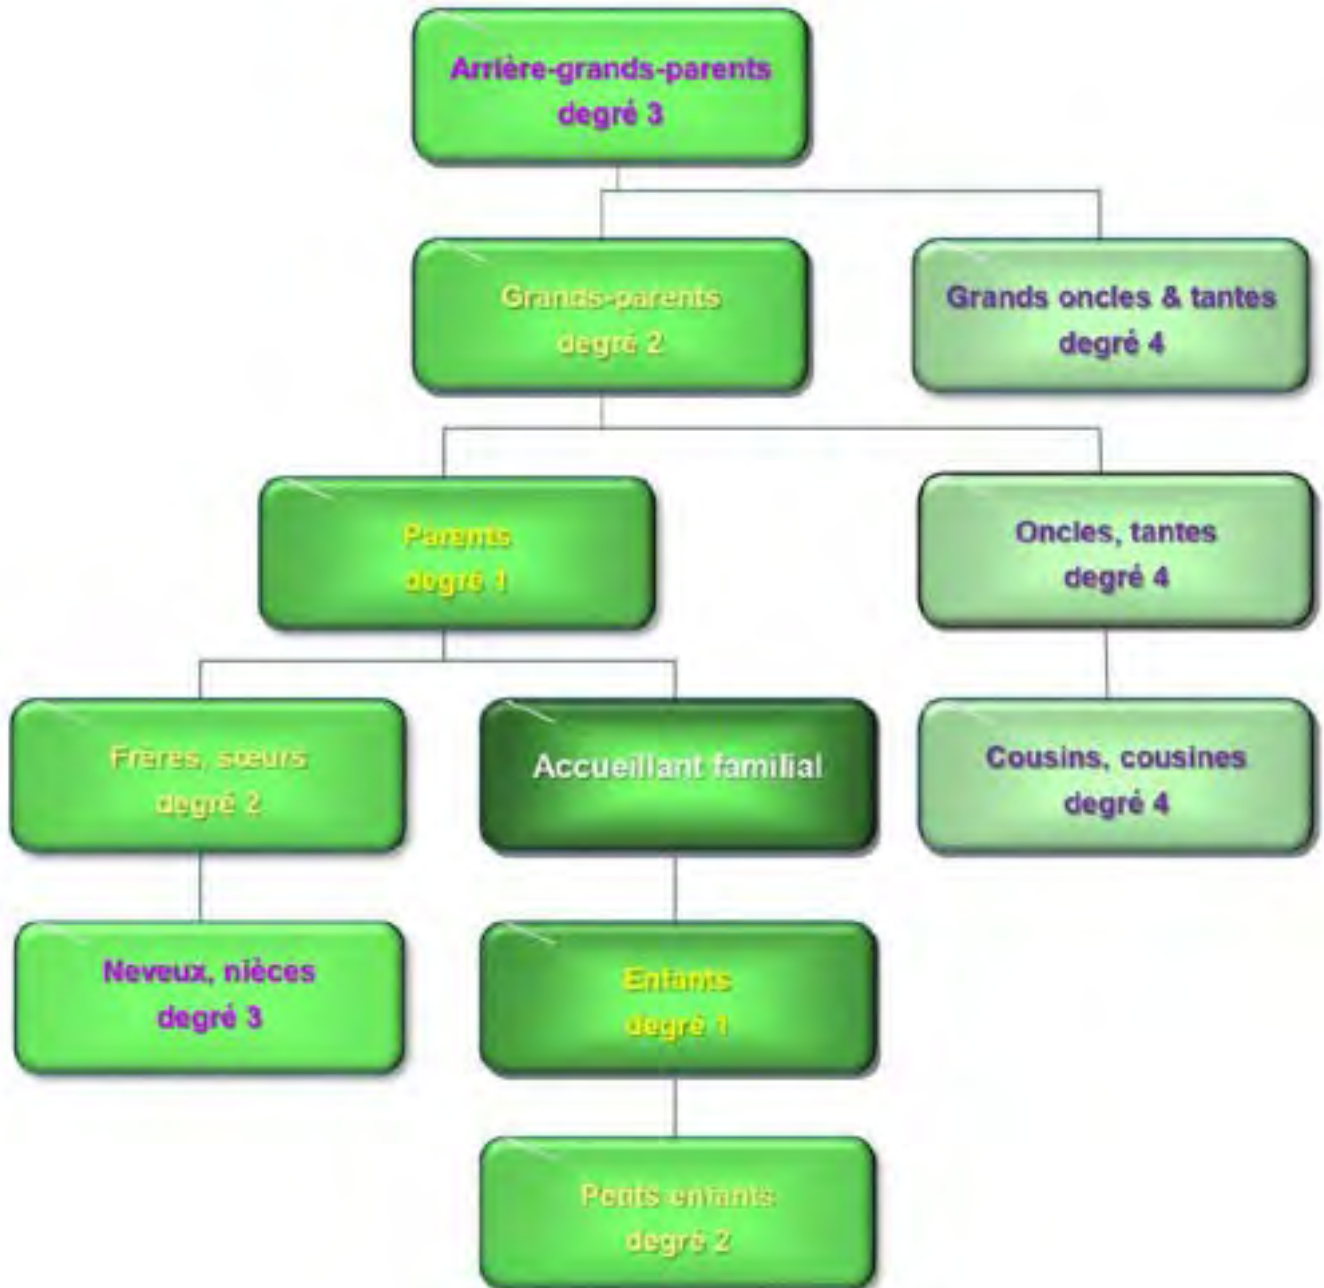 Arrière-grands-parents
degré 3
Grands-parents
degré 2
Grands oncles & tantes
degré 4
Parents
degré 1
Oncles, tantes
degré 4
Frères, sœurs
degré 2
Accueillant familial
Cousins, cousines
degré 4
Neveux, nièces
degré 3
Enfants
degré 1
Petits enfants
degré 2